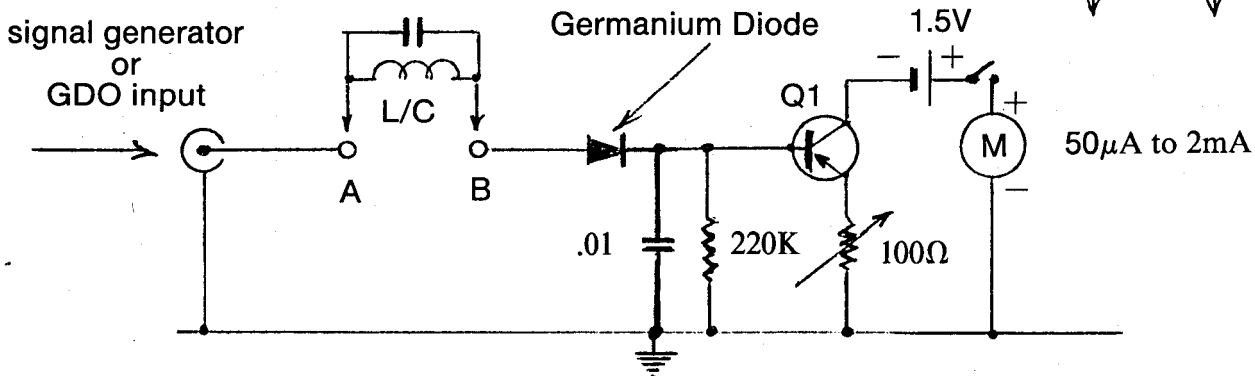 signal generator
or
GDO input
L/C
A
B
Germanium Diode
.01
220K
Q1
100Ω
1.5V
− +
+
M
−
50μA to 2mA